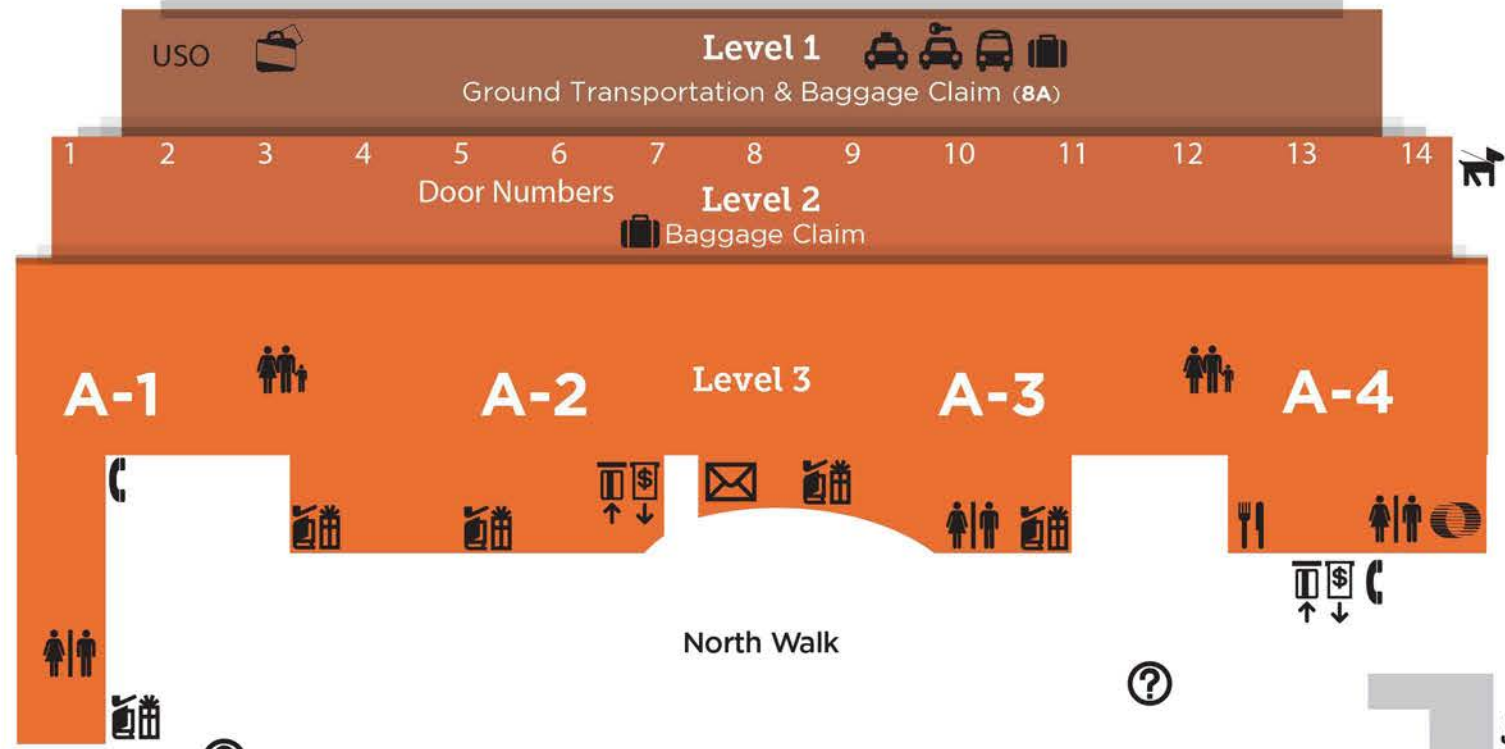 USO
Level 1
Ground Transportation & Baggage Claim (8A)
1 2 3 4 5 6 7 8 9 10 11 12 13 14
Door Numbers
Level 2
Baggage Claim
A-1 A-2 Level 3 A-3 A-4
$
$
North Walk
?